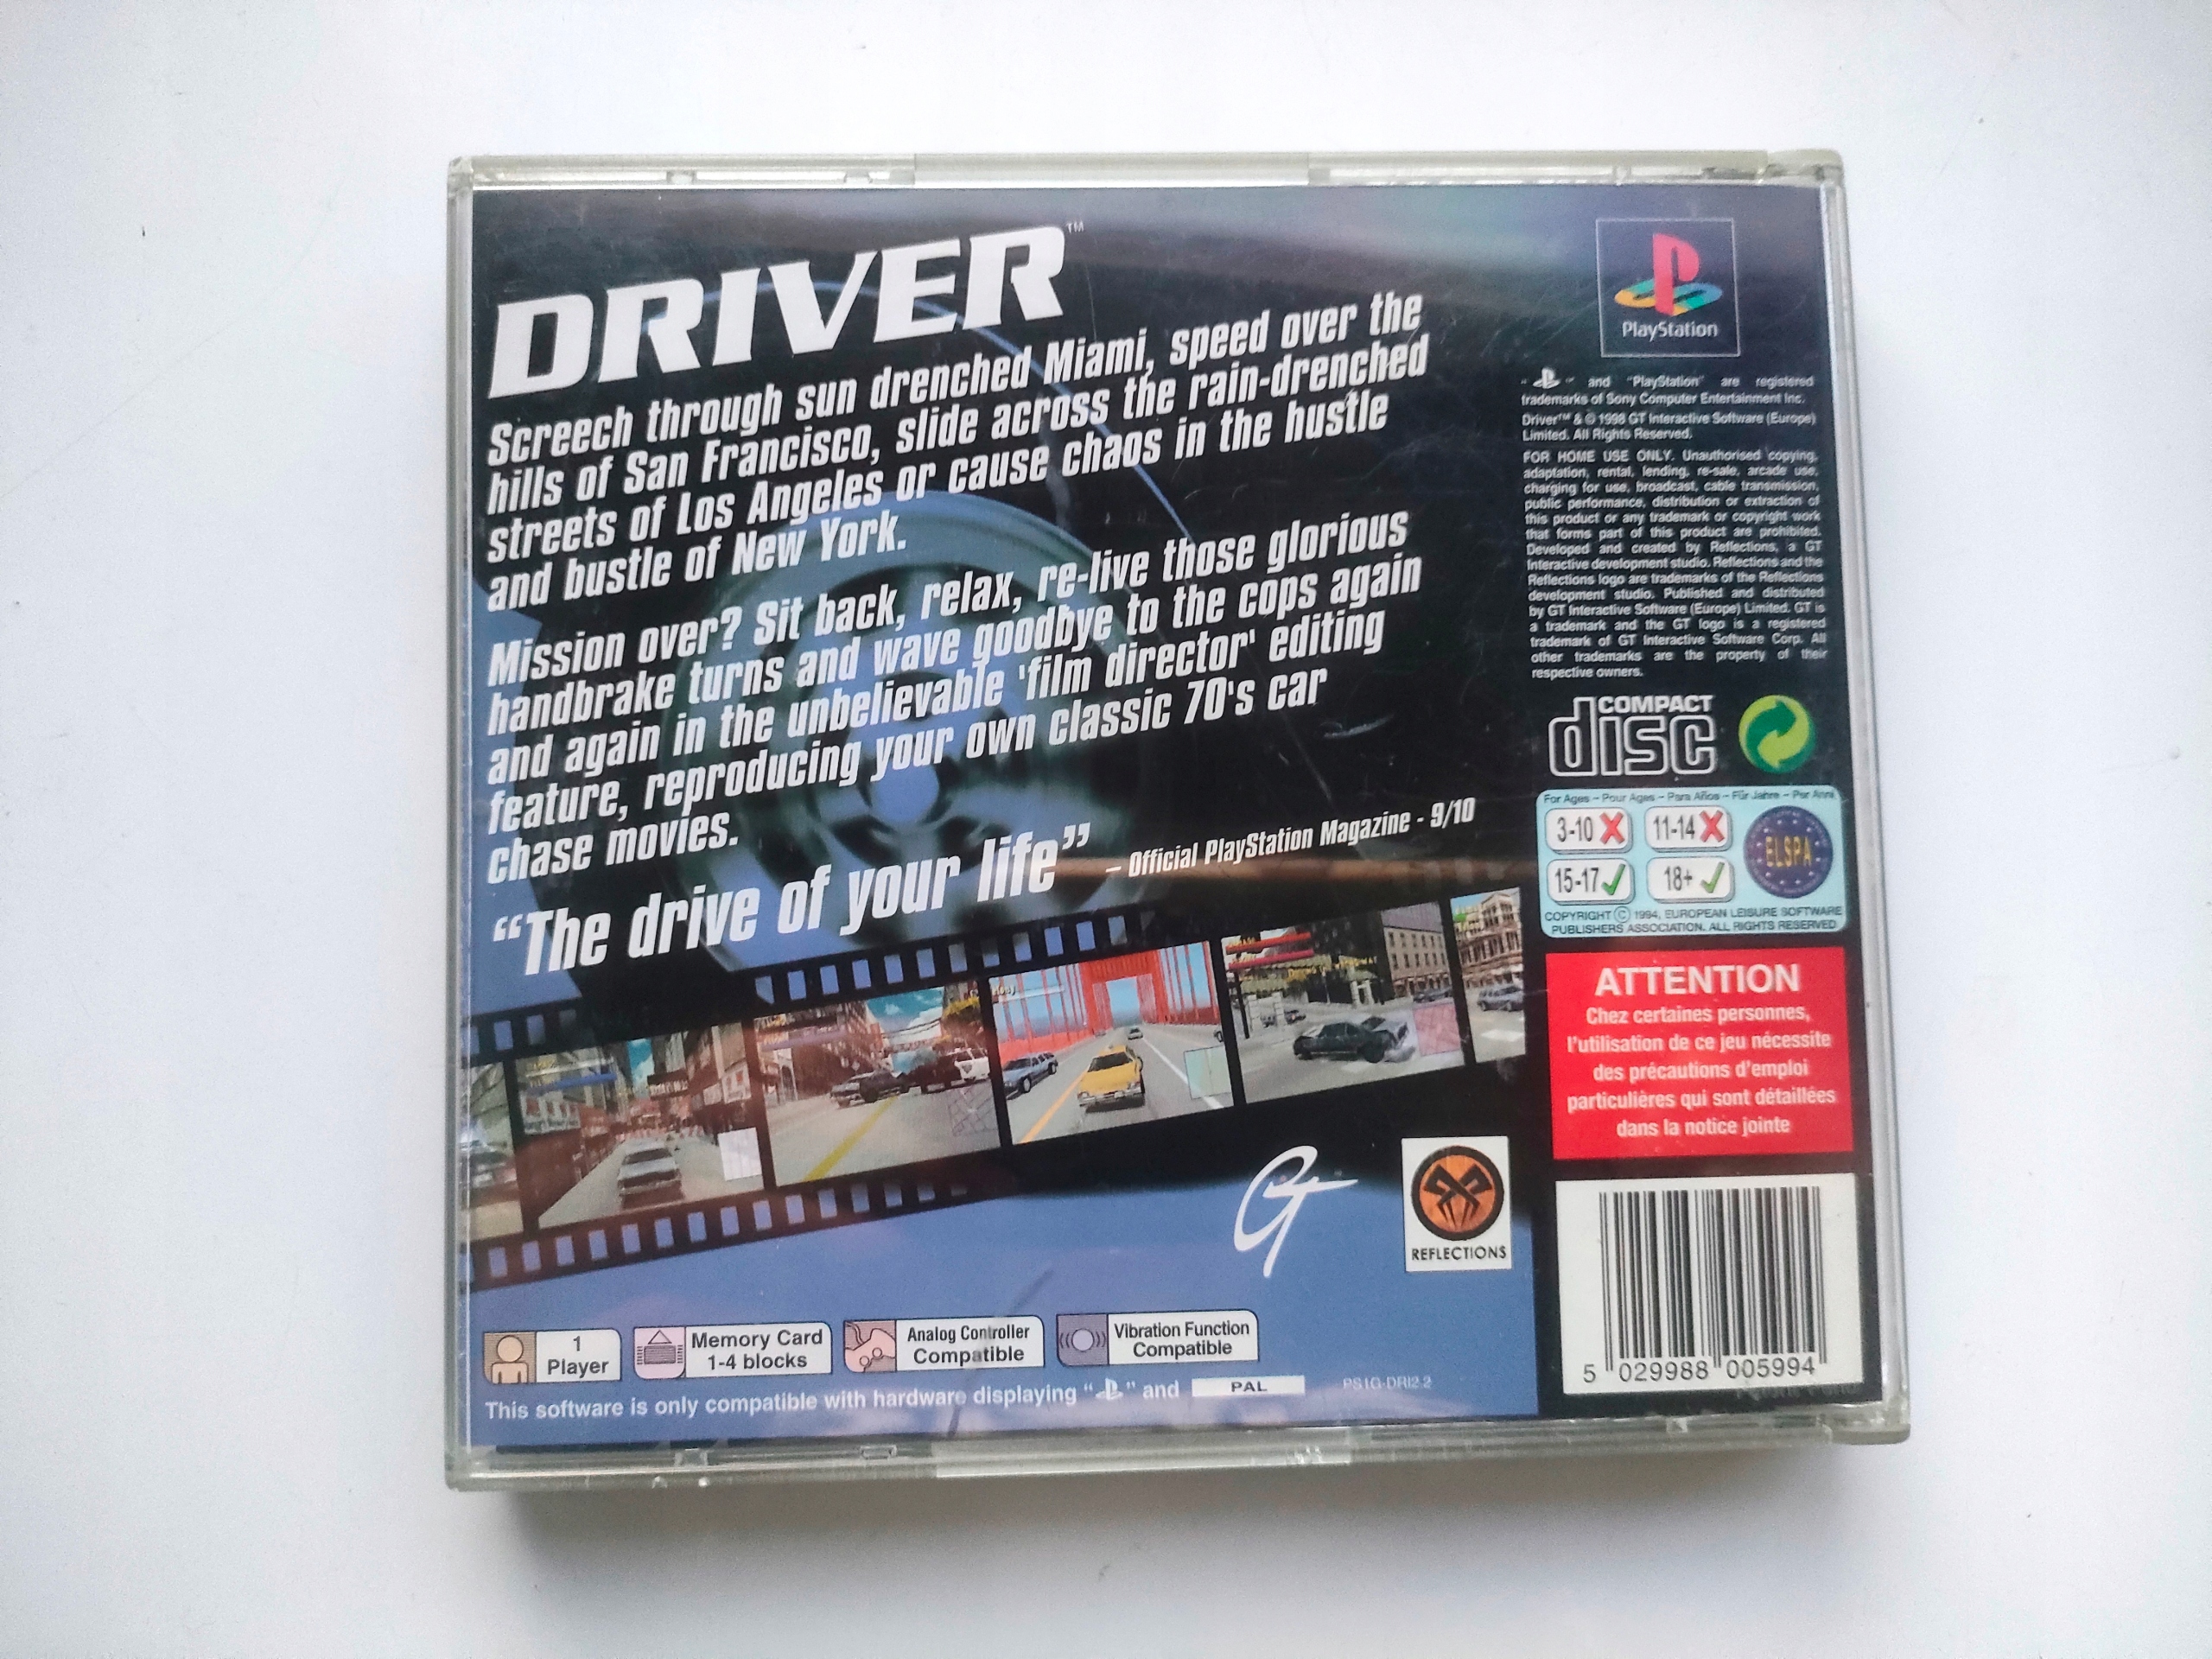 DRIVER™
Screech through sun drenched Miami, speed over the
hills of San Francisco, slide across the rain-drenched
streets of Los Angeles or cause chaos in the hustle
and bustle of New York.
Mission over? Sit back, relax, re-live those glorious
handbrake turns and wave goodbye to the cops again
and again in the unbelievable 'film director' editing
feature, reproducing your own classic 70's car
chase movies.
“The drive of your life”
– Official PlayStation Magazine - 9/10
REFLECTIONS
1
Player
Memory Card
1-4 blocks
Analog Controller
Compatible
Vibration Function
Compatible
This software is only compatible with hardware displaying “ ” and PAL
PS1G-DRI2.2
PlayStation
“ ” and “PlayStation” are registered
trademarks of Sony Computer Entertainment Inc.
Driver™ & © 1998 GT Interactive Software (Europe)
Limited. All Rights Reserved.
FOR HOME USE ONLY. Unauthorised copying,
adaptation, rental, lending, re-sale, arcade use,
charging for use, broadcast, cable transmission,
public performance, distribution or extraction of
this product or any trademark or copyright work
that forms part of this product are prohibited.
Developed and created by Reflections, a GT
Interactive development studio. Reflections and the
Reflections logo are trademarks of the Reflections
development studio. Published and distributed
by GT Interactive Software (Europe) Limited. GT is
a trademark and the GT logo is a registered
trademark of GT Interactive Software Corp. All
other trademarks are the property of their
respective owners.
COMPACT
disc
For Ages – Pour Ages – Para Años – Für Jahre – Per Anni
3-10
11-14
15-17
18+
ELSPA
COPYRIGHT © 1994, EUROPEAN LEISURE SOFTWARE
PUBLISHERS ASSOCIATION. ALL RIGHTS RESERVED
ATTENTION
Chez certaines personnes,
l'utilisation de ce jeu nécessite
des précautions d'emploi
particulières qui sont détaillées
dans la notice jointe
5 029988 005994
GT